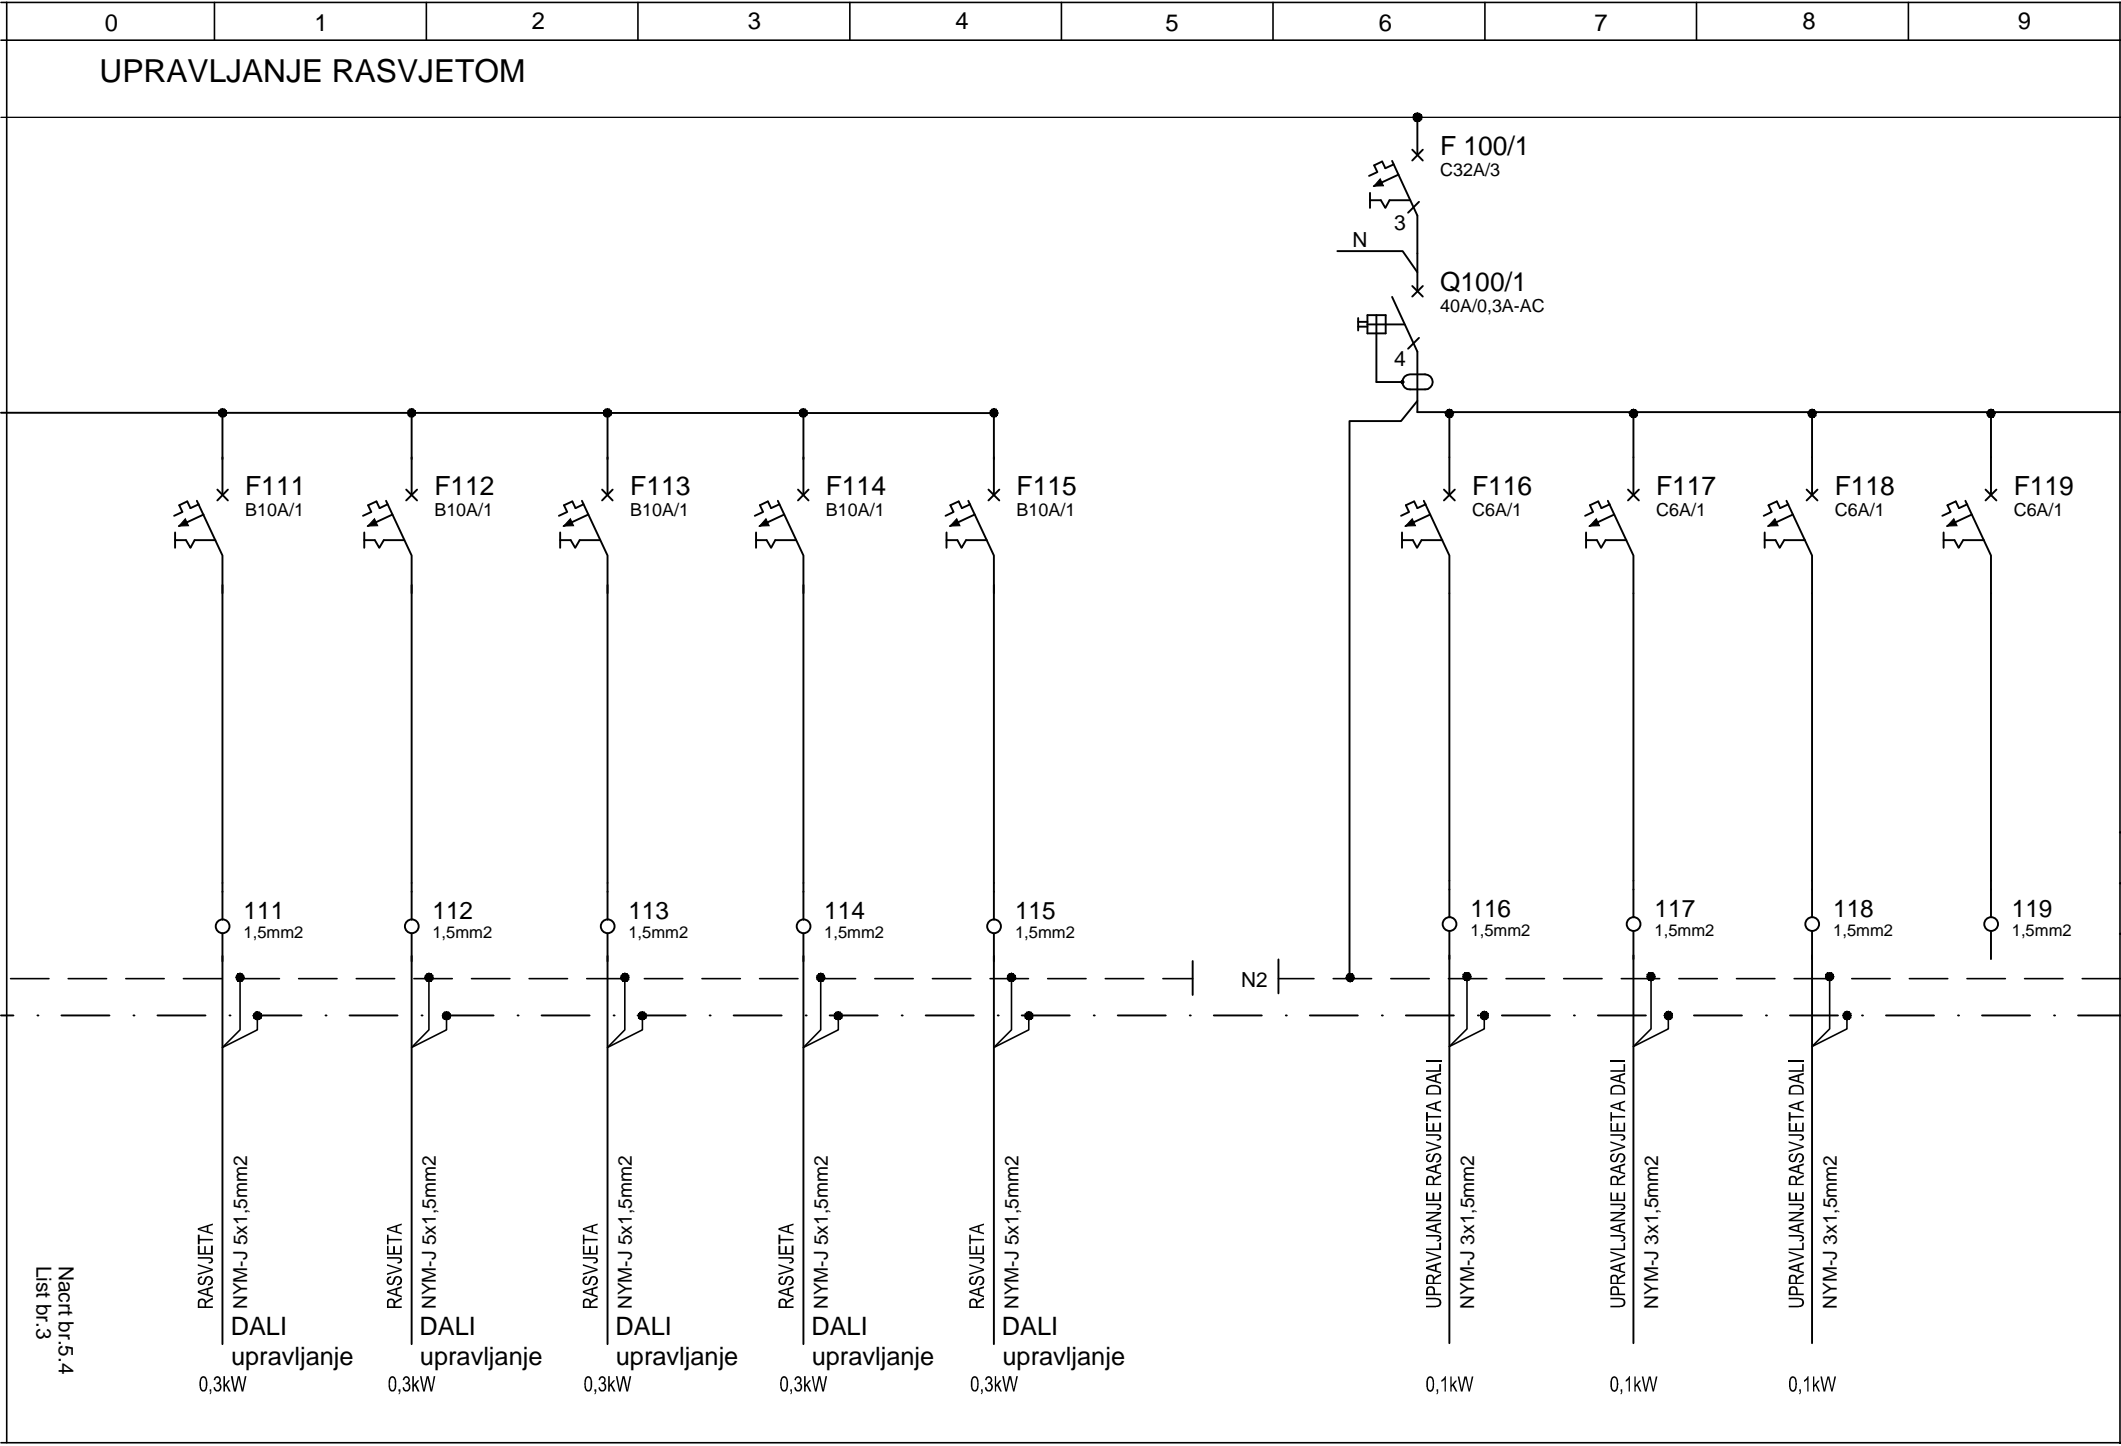 0 1 2 3 4 5 6 7 8 9
UPRAVLJANJE RASVJETOM
F 100/1
C32A/3
3
N
Q100/1
40A/0,3A-AC
4
F111
B10A/1
F112
B10A/1
F113
B10A/1
F114
B10A/1
F115
B10A/1
F116
C6A/1
F117
C6A/1
F118
C6A/1
F119
C6A/1
111
1,5mm2
112
1,5mm2
113
1,5mm2
114
1,5mm2
115
1,5mm2
116
1,5mm2
117
1,5mm2
118
1,5mm2
119
1,5mm2
N2
RASVJETA
NYM-J 5x1,5mm2
DALI
upravljanje
0,3kW
RASVJETA
NYM-J 5x1,5mm2
DALI
upravljanje
0,3kW
RASVJETA
NYM-J 5x1,5mm2
DALI
upravljanje
0,3kW
RASVJETA
NYM-J 5x1,5mm2
DALI
upravljanje
0,3kW
RASVJETA
NYM-J 5x1,5mm2
DALI
upravljanje
0,3kW
UPRAVLJANJE RASVJETA DALI
NYM-J 3x1,5mm2
0,1kW
UPRAVLJANJE RASVJETA DALI
NYM-J 3x1,5mm2
0,1kW
UPRAVLJANJE RASVJETA DALI
NYM-J 3x1,5mm2
0,1kW
Nacrt br.5.4
List br.3